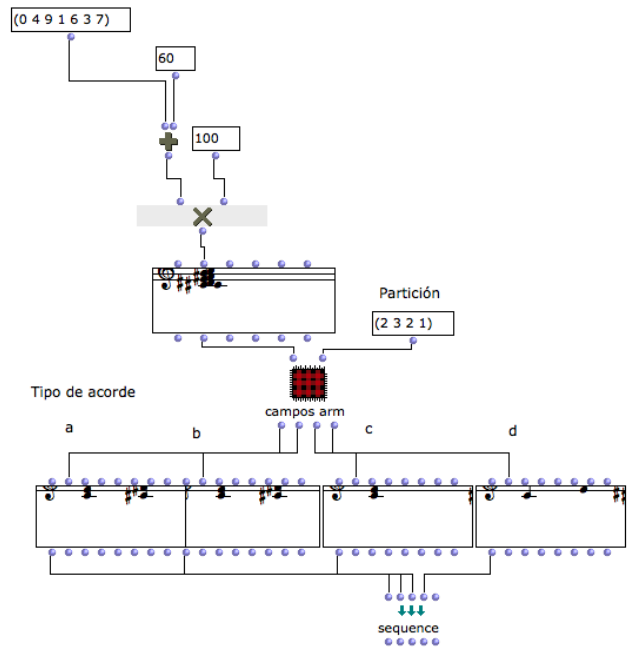 (0 4 9 1 6 3 7)
60
100
Partición
(2 3 2 1)
campos arm
Tipo de acorde
a
b
c
d
sequence